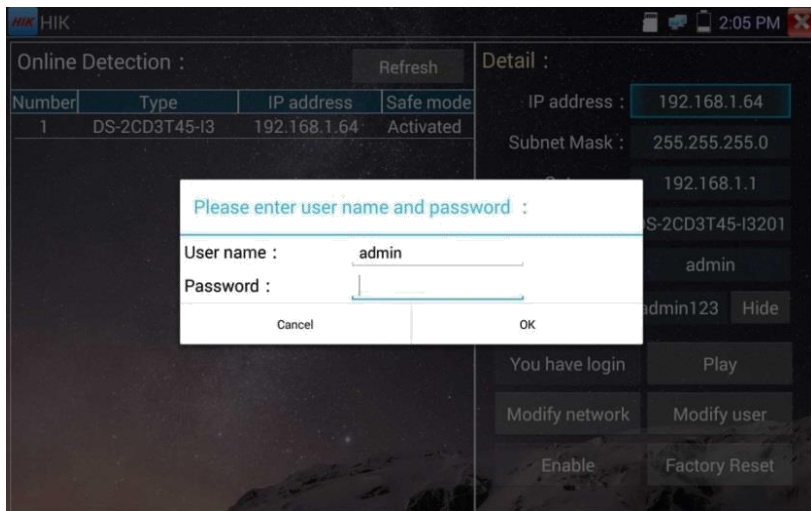 HIK HIK 2:05 PM
Online Detection : Refresh
Number Type IP address Safe mode
1 DS-2CD3T45-I3 192.168.1.64 Activated
Detail :
IP address : 192.168.1.64
Subnet Mask : 255.255.255.0
192.168.1.1
DS-2CD3T45-I3201
admin
admin123 Hide
Please enter user name and password :
User name : admin
Password :
Cancel OK
You have login Play
Modify network Modify user
Enable Factory Reset